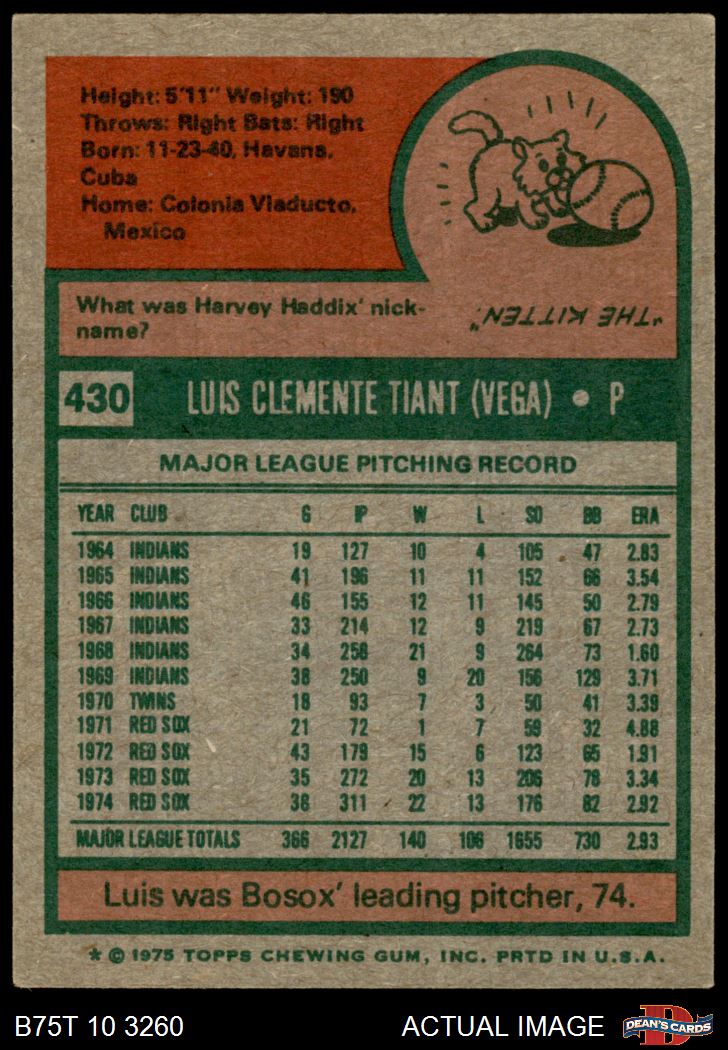 Height: 5'11" Weight: 190
Throws: Right Bats: Right
Born: 11-23-40, Havana,
Cuba
Home: Colonia Viaducto,
Mexico
What was Harvey Haddix' nick-
name?
"THE KITTEN."
430 LUIS CLEMENTE TIANT (VEGA) • P
MAJOR LEAGUE PITCHING RECORD
YEAR CLUB G IP W L SO BB ERA
1964 INDIANS 19 127 10 4 105 47 2.83
1965 INDIANS 41 196 11 11 152 66 3.54
1966 INDIANS 46 155 12 11 145 50 2.79
1967 INDIANS 33 214 12 9 219 67 2.73
1968 INDIANS 34 258 21 9 264 73 1.60
1969 INDIANS 38 250 9 20 156 129 3.71
1970 TWINS 18 93 7 3 50 41 3.39
1971 RED SOX 21 72 1 7 59 32 4.88
1972 RED SOX 43 179 15 6 123 65 1.91
1973 RED SOX 35 272 20 13 206 78 3.34
1974 RED SOX 38 311 22 13 176 82 2.92
MAJOR LEAGUE TOTALS 366 2127 140 106 1655 730 2.93
Luis was Bosox' leading pitcher, 74.
* © 1975 TOPPS CHEWING GUM, INC. PRTD IN U.S.A.
B75T 10 3260 ACTUAL IMAGE DEAN'S CARDS